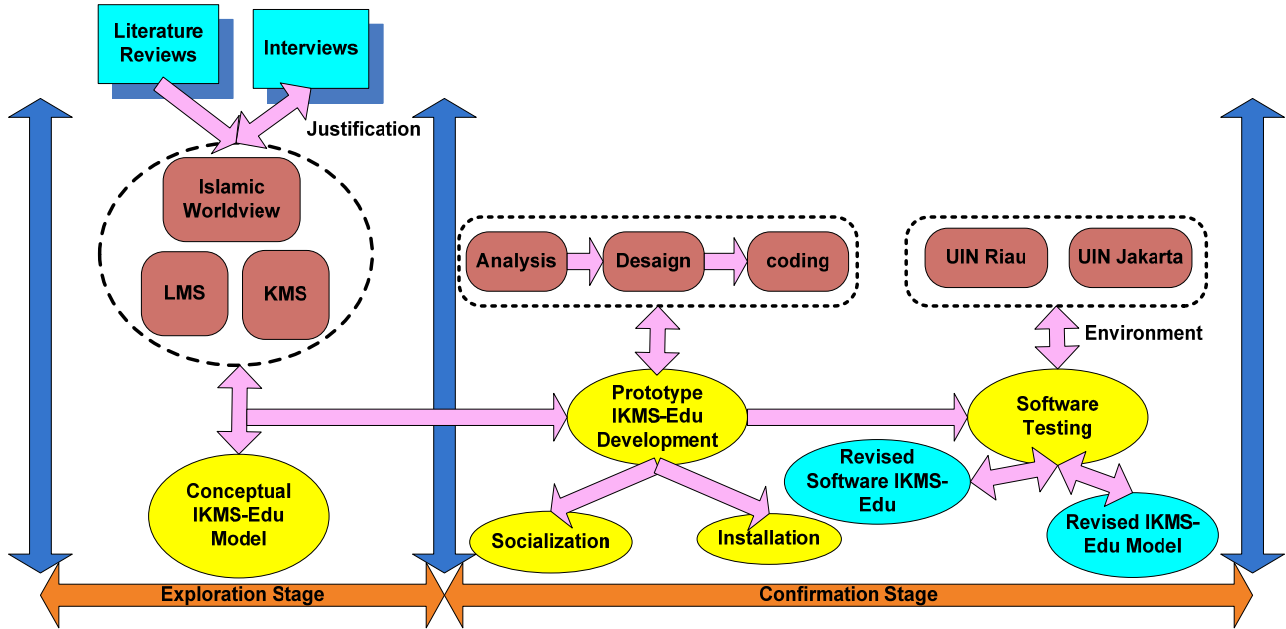 Literature
Reviews
Interviews
Justification
Islamic
Worldview
LMS
KMS
Conceptual
IKMS-Edu
Model
Analysis
Desaign
coding
Prototype
IKMS-Edu
Development
Socialization
Installation
UIN Riau
UIN Jakarta
Environment
Software
Testing
Revised
Software IKMS-
Edu
Revised IKMS-
Edu Model
Exploration Stage
Confirmation Stage